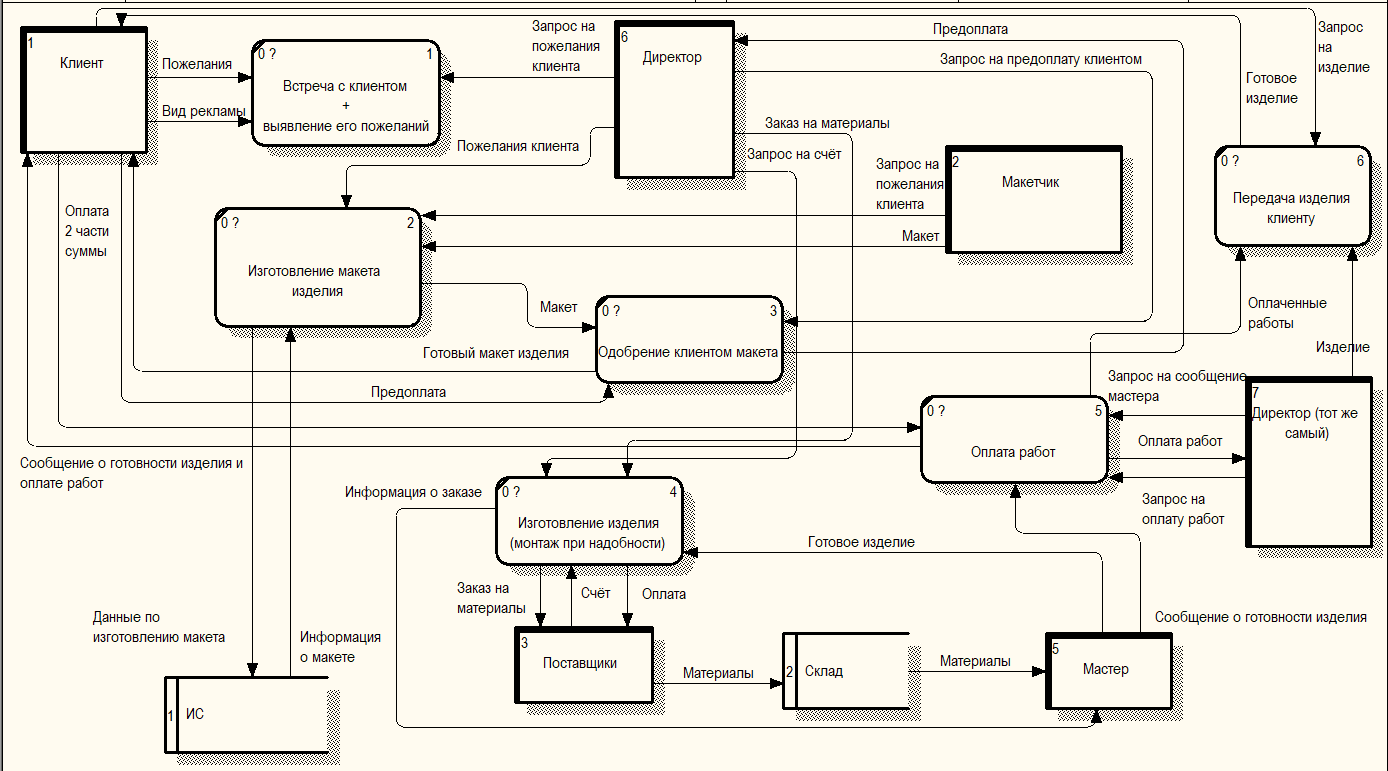 1
Клиент
Пожелания
Вид рекламы
0 ?
1
Встреча с клиентом
+
выявление его пожеланий
Запрос на
пожелания
клиента
6
Директор
Предоплата
Запрос на предоплату клиентом
Запрос
на
изделие
Готовое
изделие
Заказ на материалы
Запрос на счёт
Пожелания клиента
Запрос на
пожелания
клиента
Макет
2
Макетчик
0 ?
6
Передача изделия
клиенту
Оплата
2 части
суммы
0 ?
2
Изготовление макета
изделия
Макет
0 ?
3
Одобрение клиентом макета
Готовый макет изделия
Предоплата
Оплаченные
работы
Изделие
Запрос на сообщение
мастера
7
Директор (тот же
самый)
0 ?
5
Оплата работ
Оплата работ
Запрос на
оплату работ
Сообщение о готовности изделия и
оплате работ
Информация о заказе
0 ?
4
Изготовление изделия
(монтаж при надобности)
Готовое изделие
Заказ на
материалы
Счёт
Оплата
Сообщение о готовности изделия
Данные по
изготовлению макета
Информация
о макете
3
Поставщики
Материалы
2
Склад
Материалы
5
Мастер
1
ИС